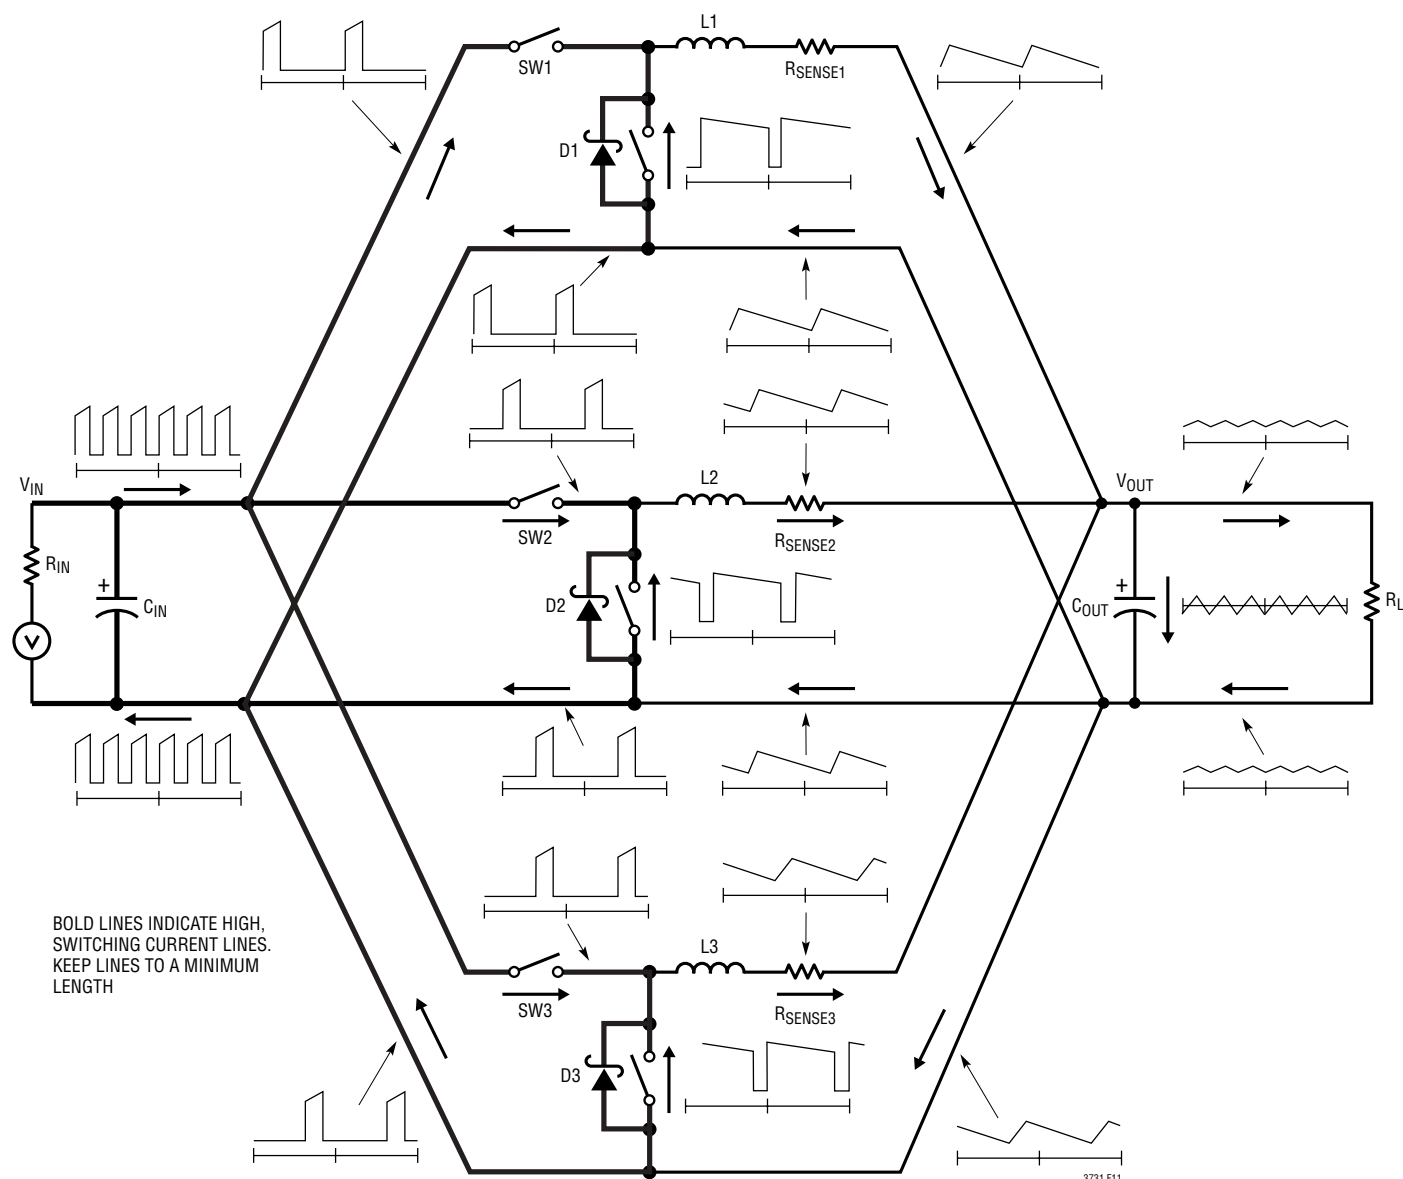 L1
SW1
RSENSE1
D1
VIN
L2
VOUT
SW2
RSENSE2
RIN
+
CIN
D2
+
COUT
RL
V
BOLD LINES INDICATE HIGH,
SWITCHING CURRENT LINES.
KEEP LINES TO A MINIMUM
LENGTH
L3
SW3
RSENSE3
D3
3731 F11